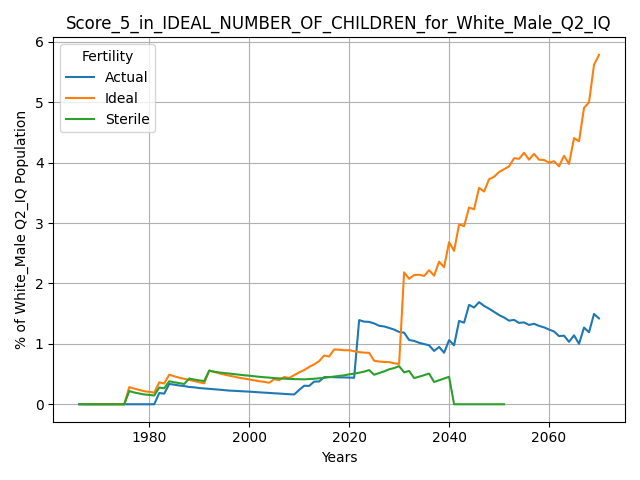 Score_5_in_IDEAL_NUMBER_OF_CHILDREN_for_White_Male_Q2_IQ
Fertility
Actual
Ideal
Sterile
% of White_Male Q2_IQ Population
6
5
4
3
2
1
0
1980
2000
2020
2040
2060
Years